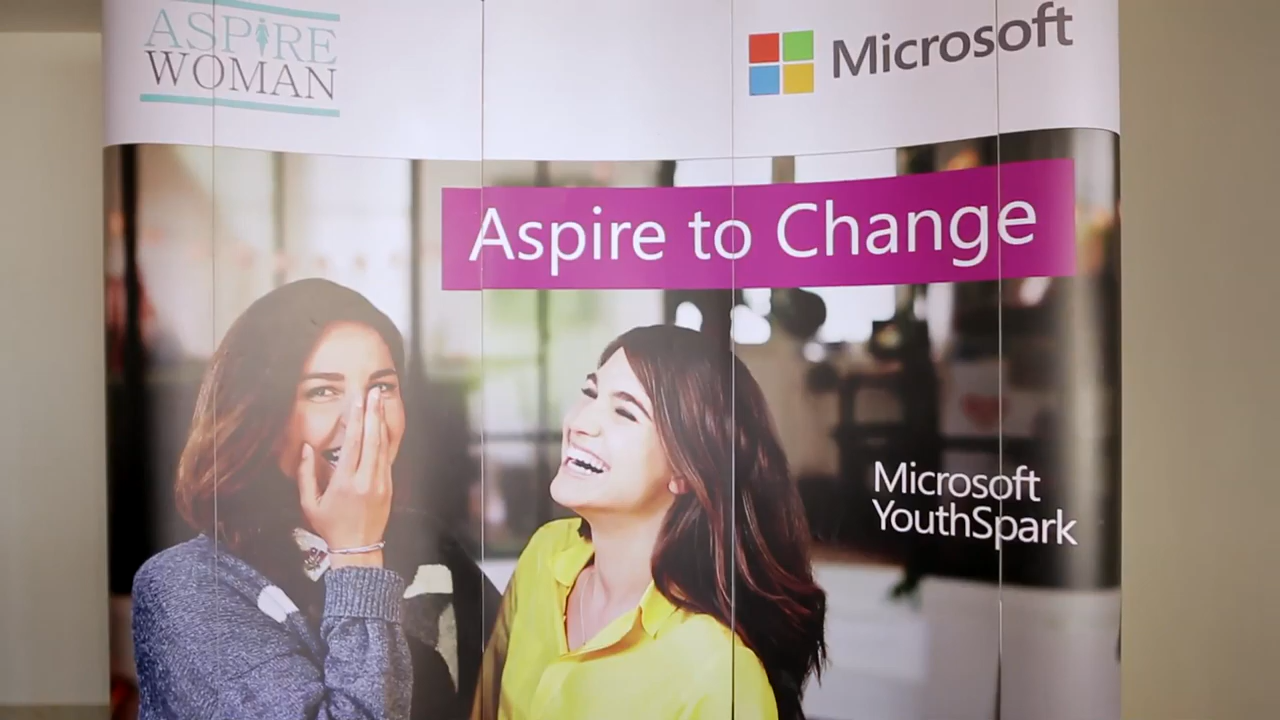 ASPIRE
WOMAN
Microsoft
Aspire to Change
Microsoft
YouthSpark